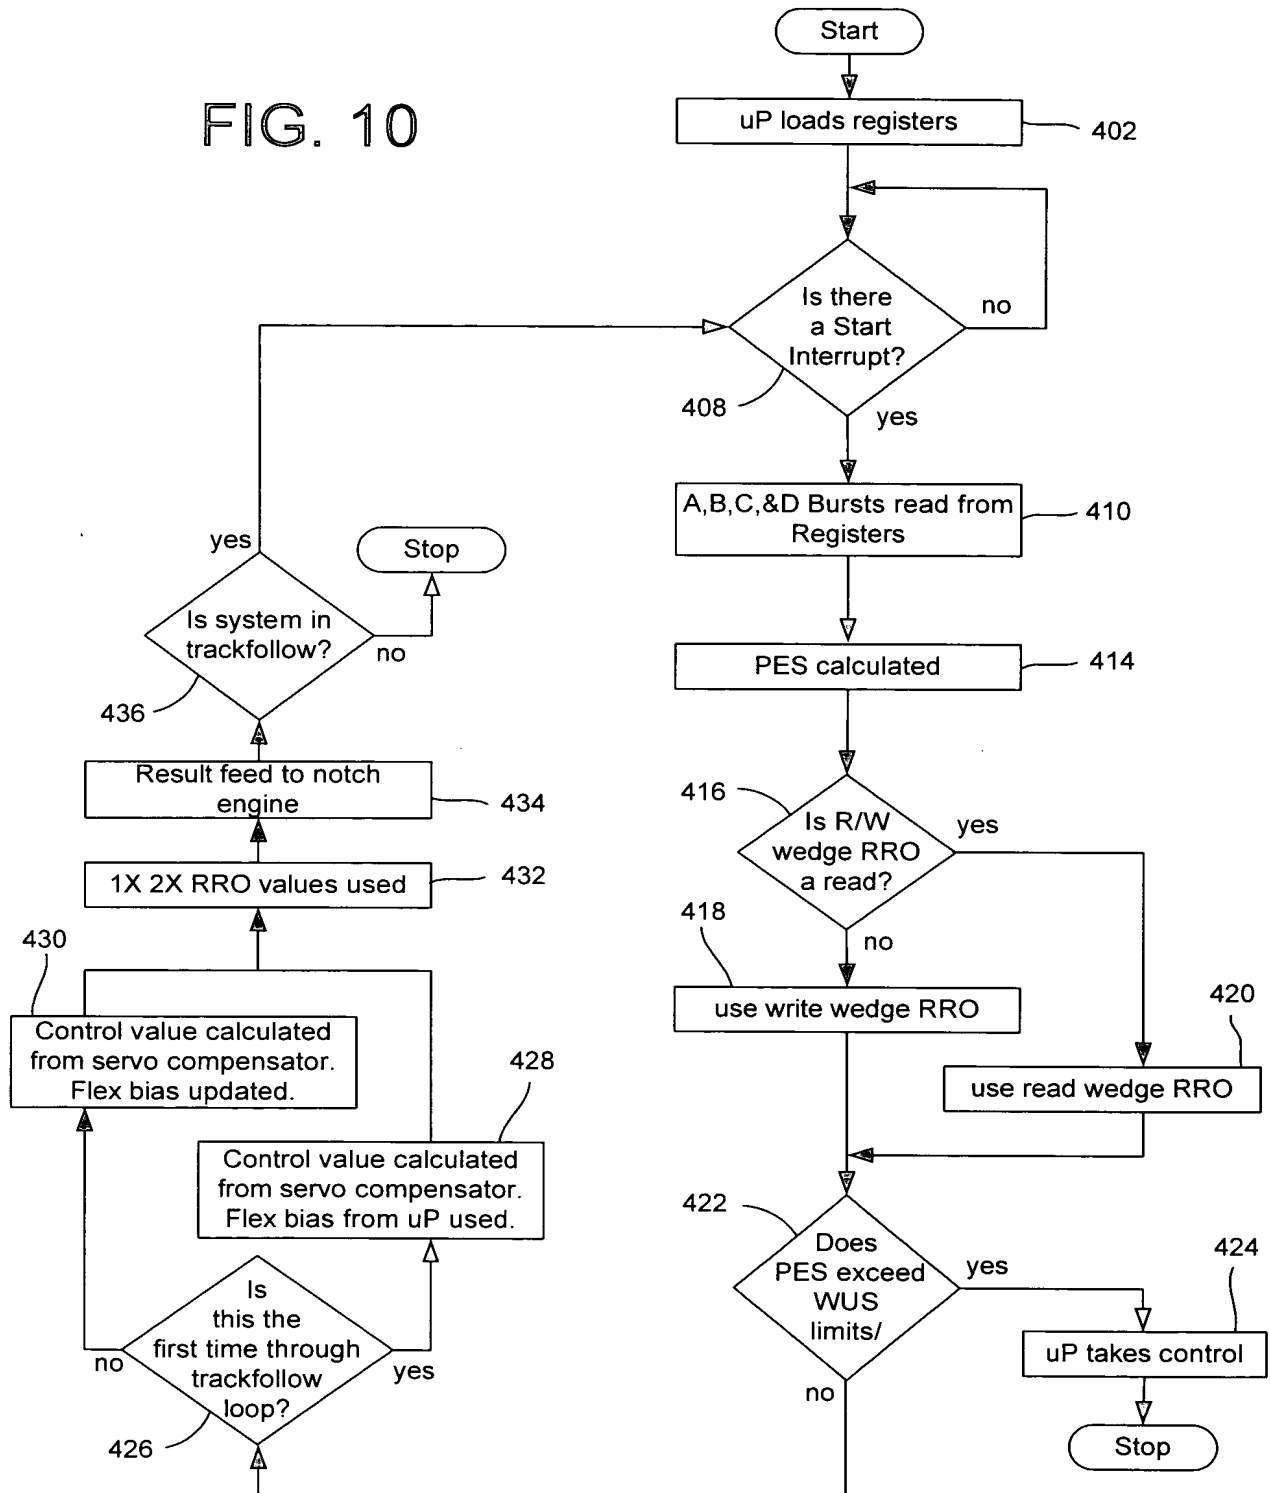 FIG. 10
Start
uP loads registers
402
Is there
a Start
Interrupt?
no
408
yes
A,B,C,&D Bursts read from
Registers
410
PES calculated
414
416
Is R/W
wedge RRO
a read?
yes
no
418
use write wedge RRO
420
use read wedge RRO
422
Does
PES exceed
WUS
limits/
yes
no
424
uP takes control
Stop
426
Is
this the
first time through
trackfollow
loop?
no
yes
428
Control value calculated
from servo compensator.
Flex bias from uP used.
430
Control value calculated
from servo compensator.
Flex bias updated.
1X 2X RRO values used
432
Result feed to notch
engine
434
Is system in
trackfollow?
436
yes
no
Stop